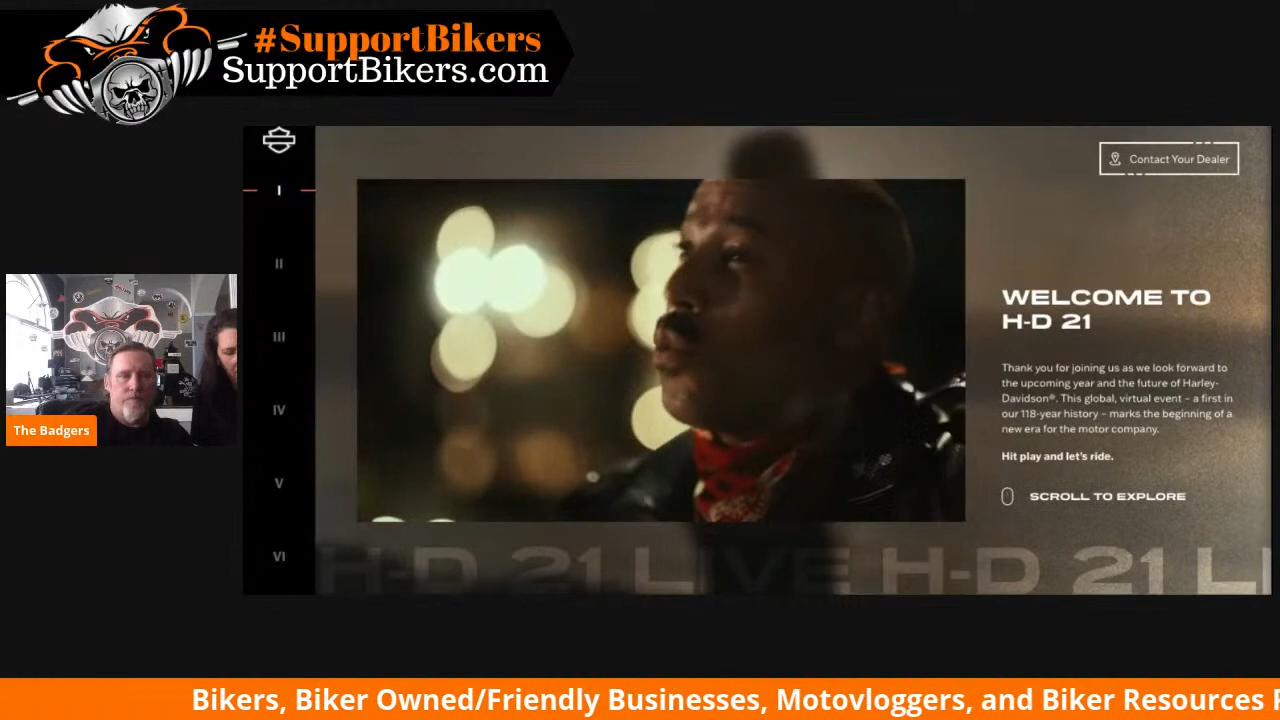 #SupportBikers
SupportBikers.com
Contact Your Dealer
I
II
III
IV
V
VI
WELCOME TO
H-D 21
Thank you for joining us as we look forward to
the upcoming year and the future of Harley-
Davidson®. This global, virtual event – a first in
our 118-year history – marks the beginning of a
new era for the motor company.
Hit play and let's ride.
SCROLL TO EXPLORE
The Badgers
H-D 21 LIVE H-D 21 LI
Bikers, Biker Owned/Friendly Businesses, Motovloggers, and Biker Resources